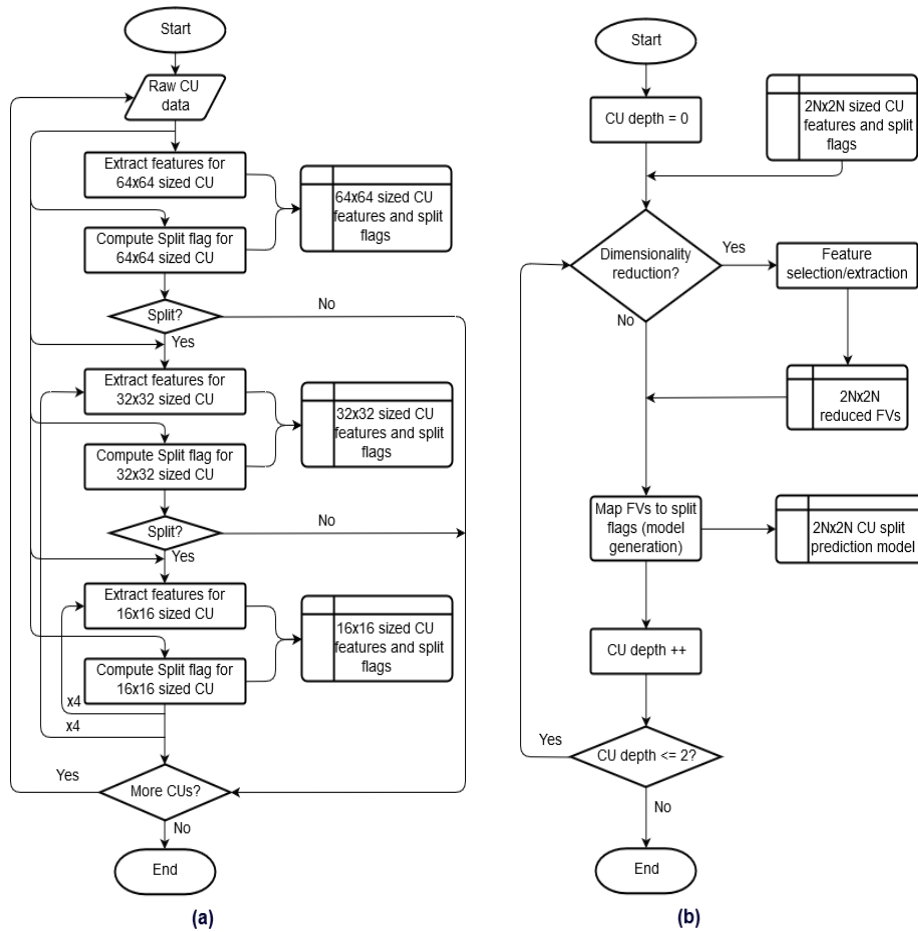 Start
Raw CU
data
Extract features for
64x64 sized CU
64x64 sized CU
features and split
flags
Compute Split flag for
64x64 sized CU
Split?
No
Yes
Extract features for
32x32 sized CU
32x32 sized CU
features and split
flags
Compute Split flag for
32x32 sized CU
Split?
No
Yes
Extract features for
16x16 sized CU
16x16 sized CU
features and split
flags
Compute Split flag for
16x16 sized CU
x4
x4
Yes
More CUs?
No
End
(a)
Start
CU depth = 0
2Nx2N sized CU
features and split
flags
Dimensionality
reduction?
Yes
Feature
selection/extraction
No
2Nx2N
reduced FVs
Map FVs to split
flags (model
generation)
2Nx2N CU split
prediction model
CU depth ++
Yes
CU depth <= 2?
No
End
(b)